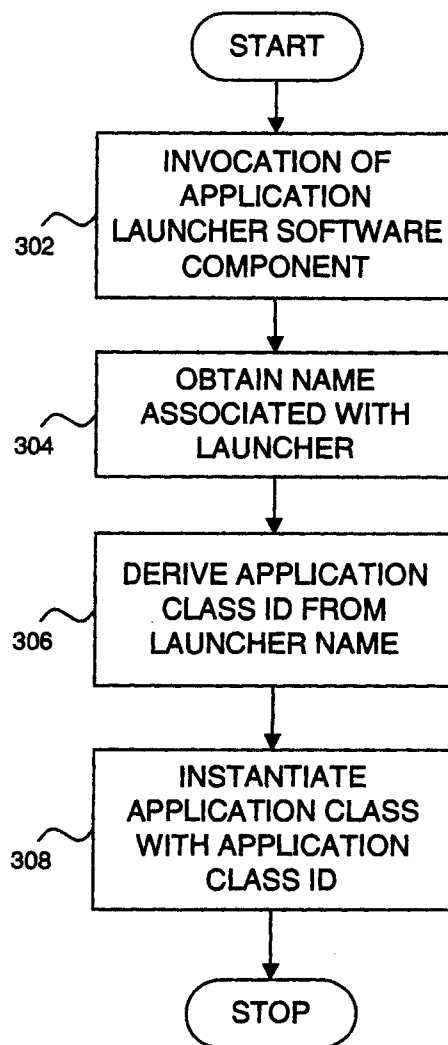 START
INVOCATION OF
APPLICATION
LAUNCHER SOFTWARE
COMPONENT
302
OBTAIN NAME
ASSOCIATED WITH
LAUNCHER
304
DERIVE APPLICATION
CLASS ID FROM
LAUNCHER NAME
306
INSTANTIATE
APPLICATION CLASS
WITH APPLICATION
CLASS ID
308
STOP